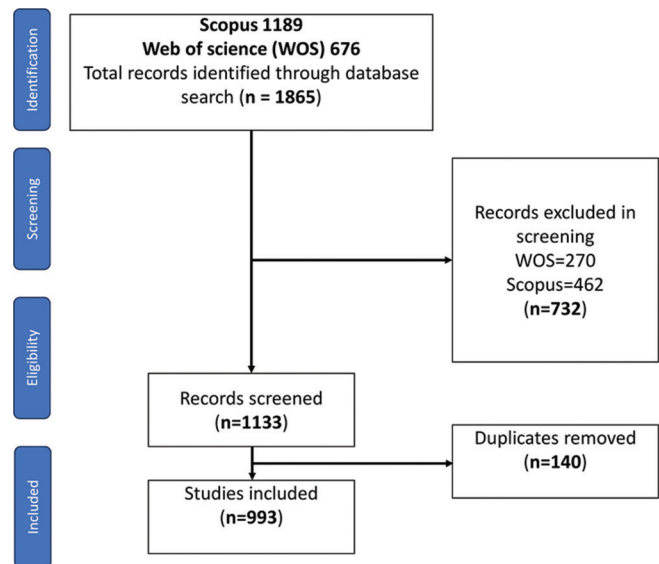 Identification
Scopus 1189
Web of science (WOS) 676
Total records identified through database
search (n = 1865)
Screening
Records excluded in
screening
WOS=270
Scopus=462
(n=732)
Eligibility
Records screened
(n=1133)
Duplicates removed
(n=140)
Included
Studies included
(n=993)